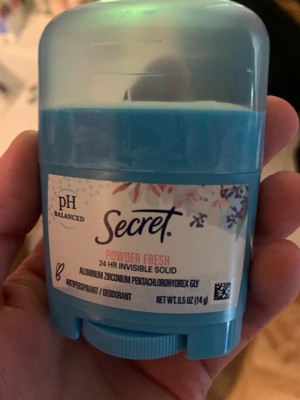 pH
BALANCED
Secret®
POWDER FRESH
24 HR INVISIBLE SOLID
ALUMINUM ZIRCONIUM PENTACHLOROHYDREX GLY
ANTIPERSPIRANT / DEODORANT
NET WT. 0.5 OZ (14g)